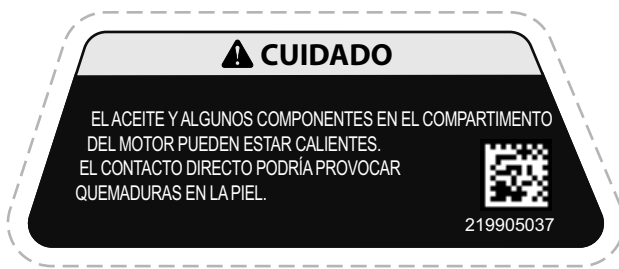 CUIDADO
EL ACEITE Y ALGUNOS COMPONENTES EN EL COMPARTIMENTO
DEL MOTOR PUEDEN ESTAR CALIENTES.
EL CONTACTO DIRECTO PODRÍA PROVOCAR
QUEMADURAS EN LA PIEL.
219905037